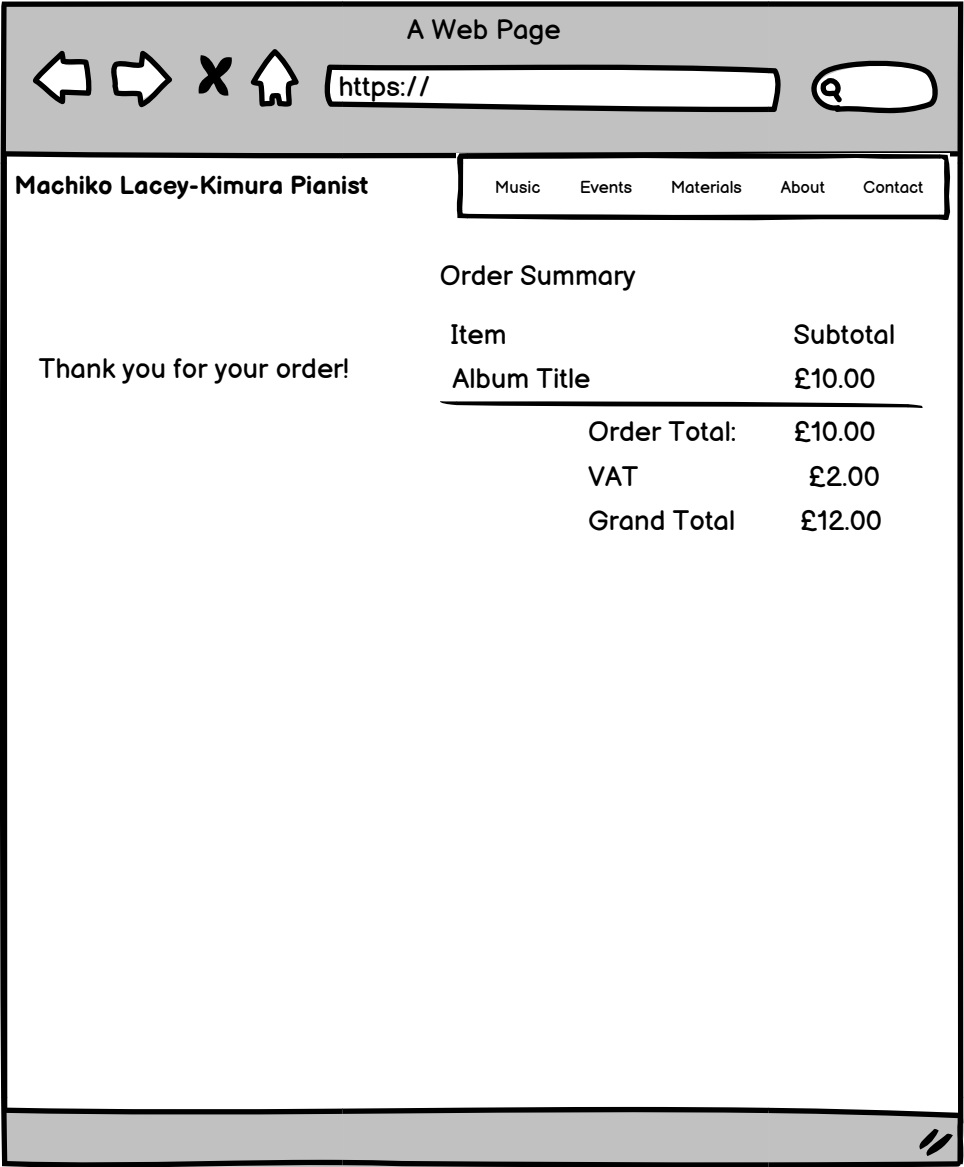 A Web Page
https://
Machiko Lacey-Kimura Pianist
Music Events Materials About Contact
Order Summary
Item Subtotal
Thank you for your order!
Album Title £10.00
Order Total: £10.00
VAT £2.00
Grand Total £12.00